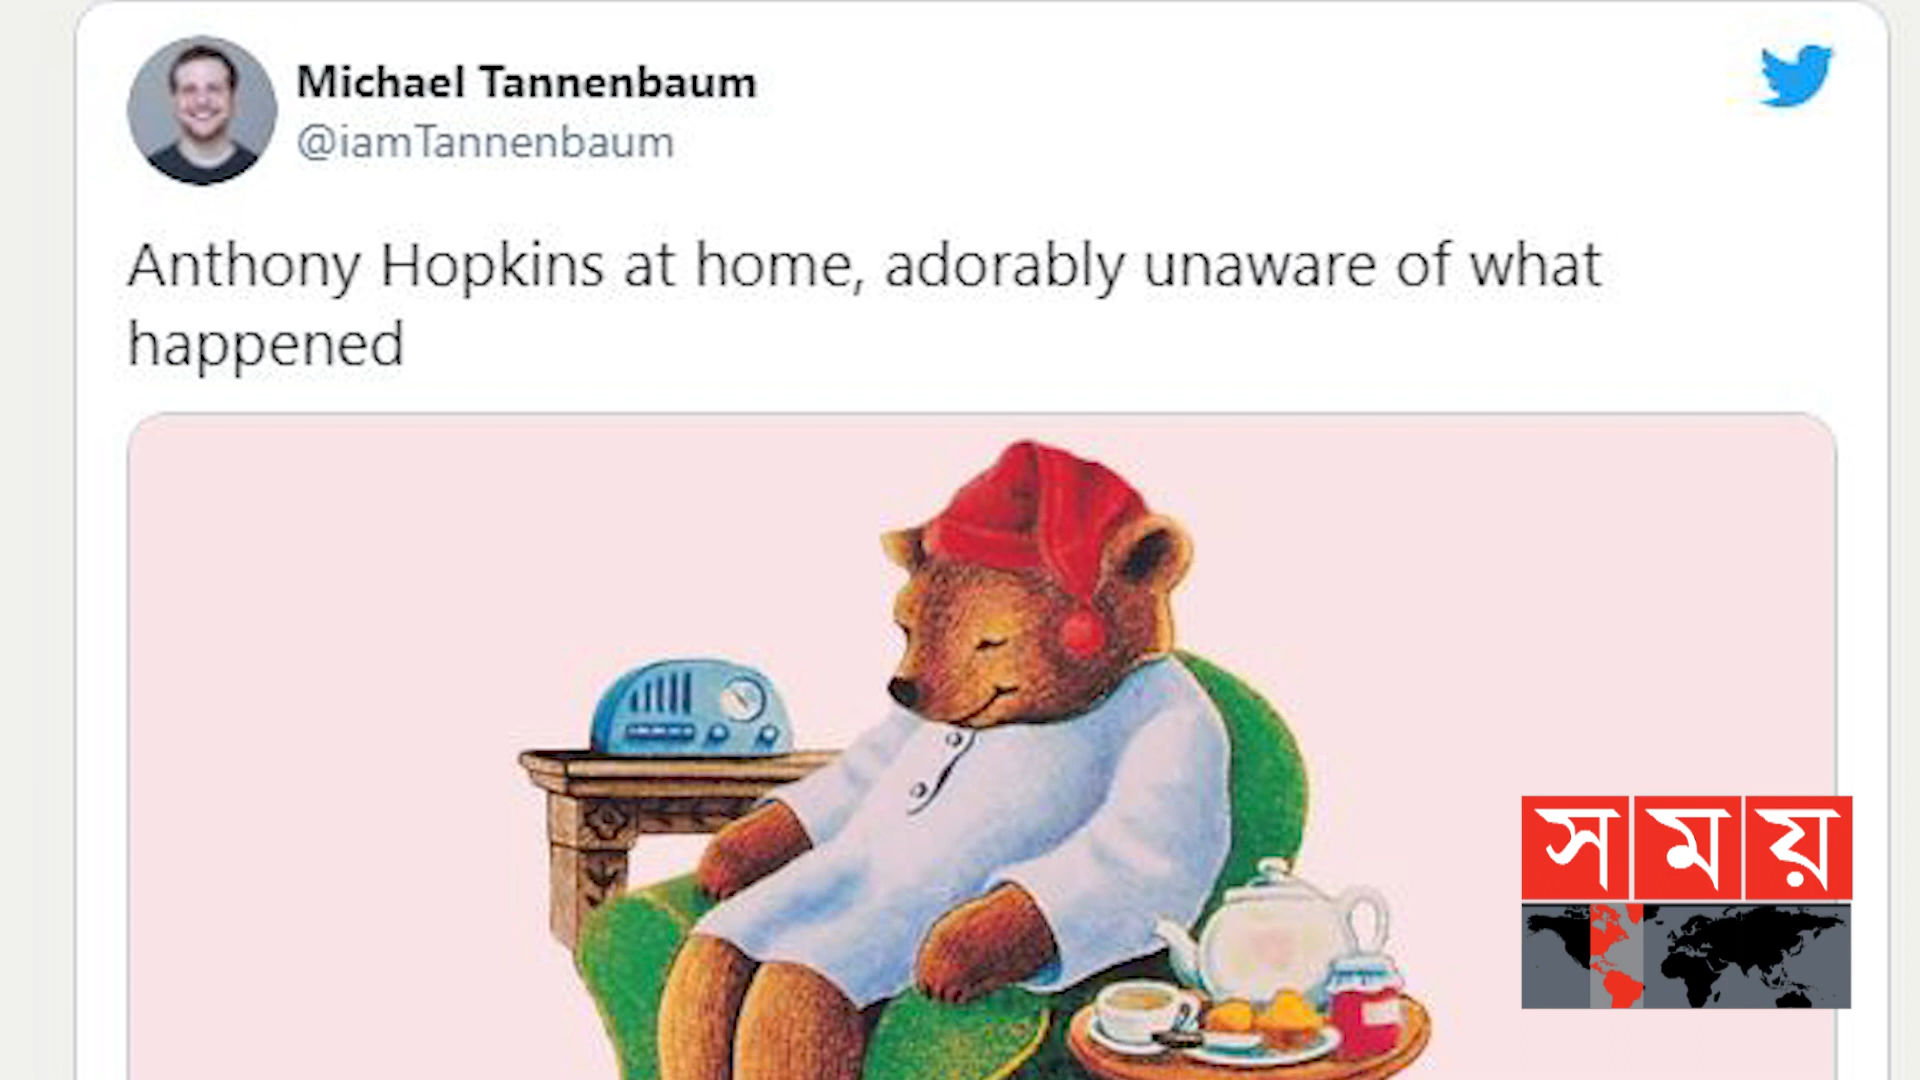 Michael Tannenbaum
@iamTannenbaum
Anthony Hopkins at home, adorably unaware of what
happened
সময়